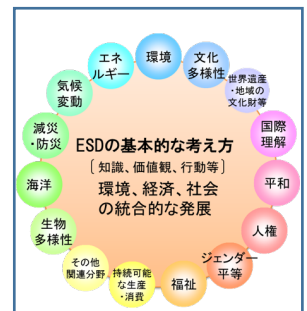 環境
文化
多様性
世界遺産
・地域の
文化財等
国際
理解
平和
人権
ジェンダー
平等
福祉
持続可能
な生産
・消費
その他
関連分野
生物
多様性
海洋
減災
・防災
気候
変動
エネ
ルギー
ESDの基本的な考え方
[知識、価値観、行動等]
環境、経済、社会
の統合的な発展